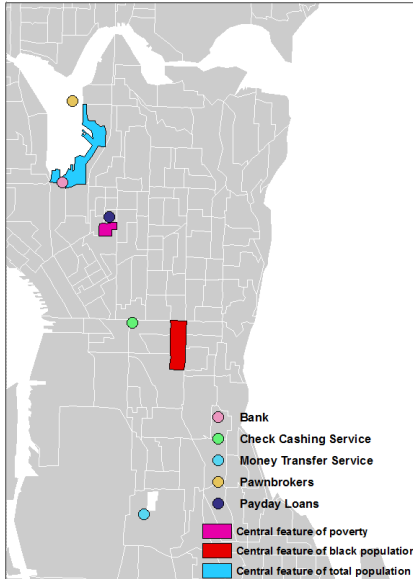 Bank
Check Cashing Service
Money Transfer Service
Pawnbrokers
Payday Loans
Central feature of poverty
Central feature of black population
Central feature of total population